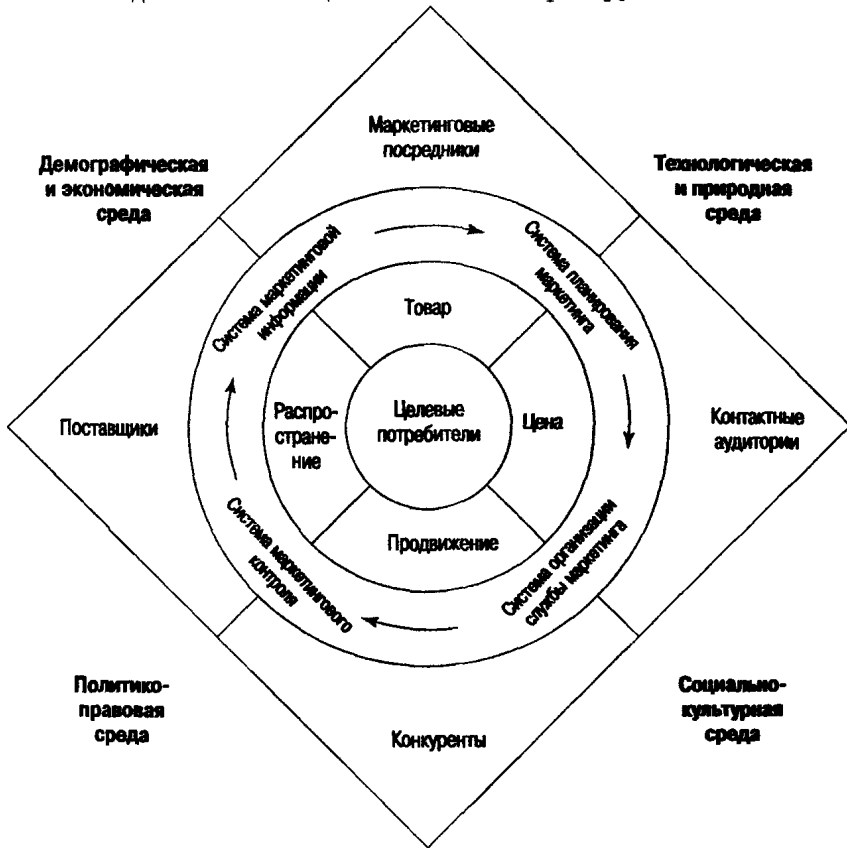 Маркетинговые
посредники
Демографическая
и экономическая
среда
Технологическая
и природная
среда
Система маркетинговой
информации
Система планирования
маркетинга
Товар
Поставщики
Распро-
стране-
ние
Целевые
потребители
Цена
Контактные
аудитории
Продвижение
Система маркетингового
контроля
Система организации
службы маркетинга
Политико-
правовая
среда
Конкуренты
Социально-
культурная
среда